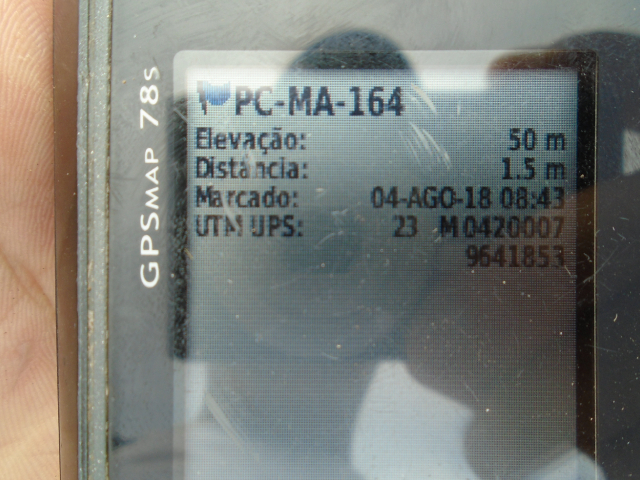 GPSMAP 78s
PC-MA-164
Elevação: 50 m
Distância: 1.5 m
Marcado: 04-AGO-18 08:43
UTM UPS: 23 M 0420007
9641853